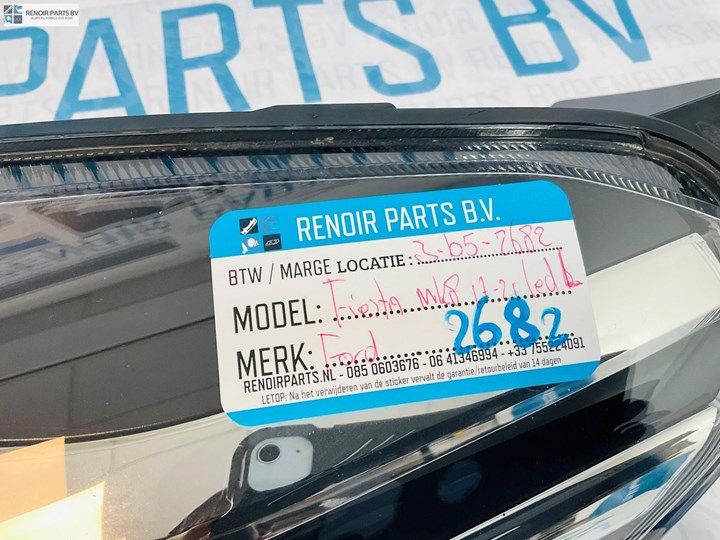 RENOIR PARTS BV
PARTS BV
RENOIR PARTS B.V.
BTW / MARGE LOCATIE: 3-b5-2682
MODEL: Fiesta MK8 17-21 led L
MERK: Ford 2682
RENOIRPARTS.NL - 085 0603676 - 06 41346994 - +33 755224091
LETOP: Na het verwijderen van de sticker vervalt de garantie/retourbeleid van 14 dagen